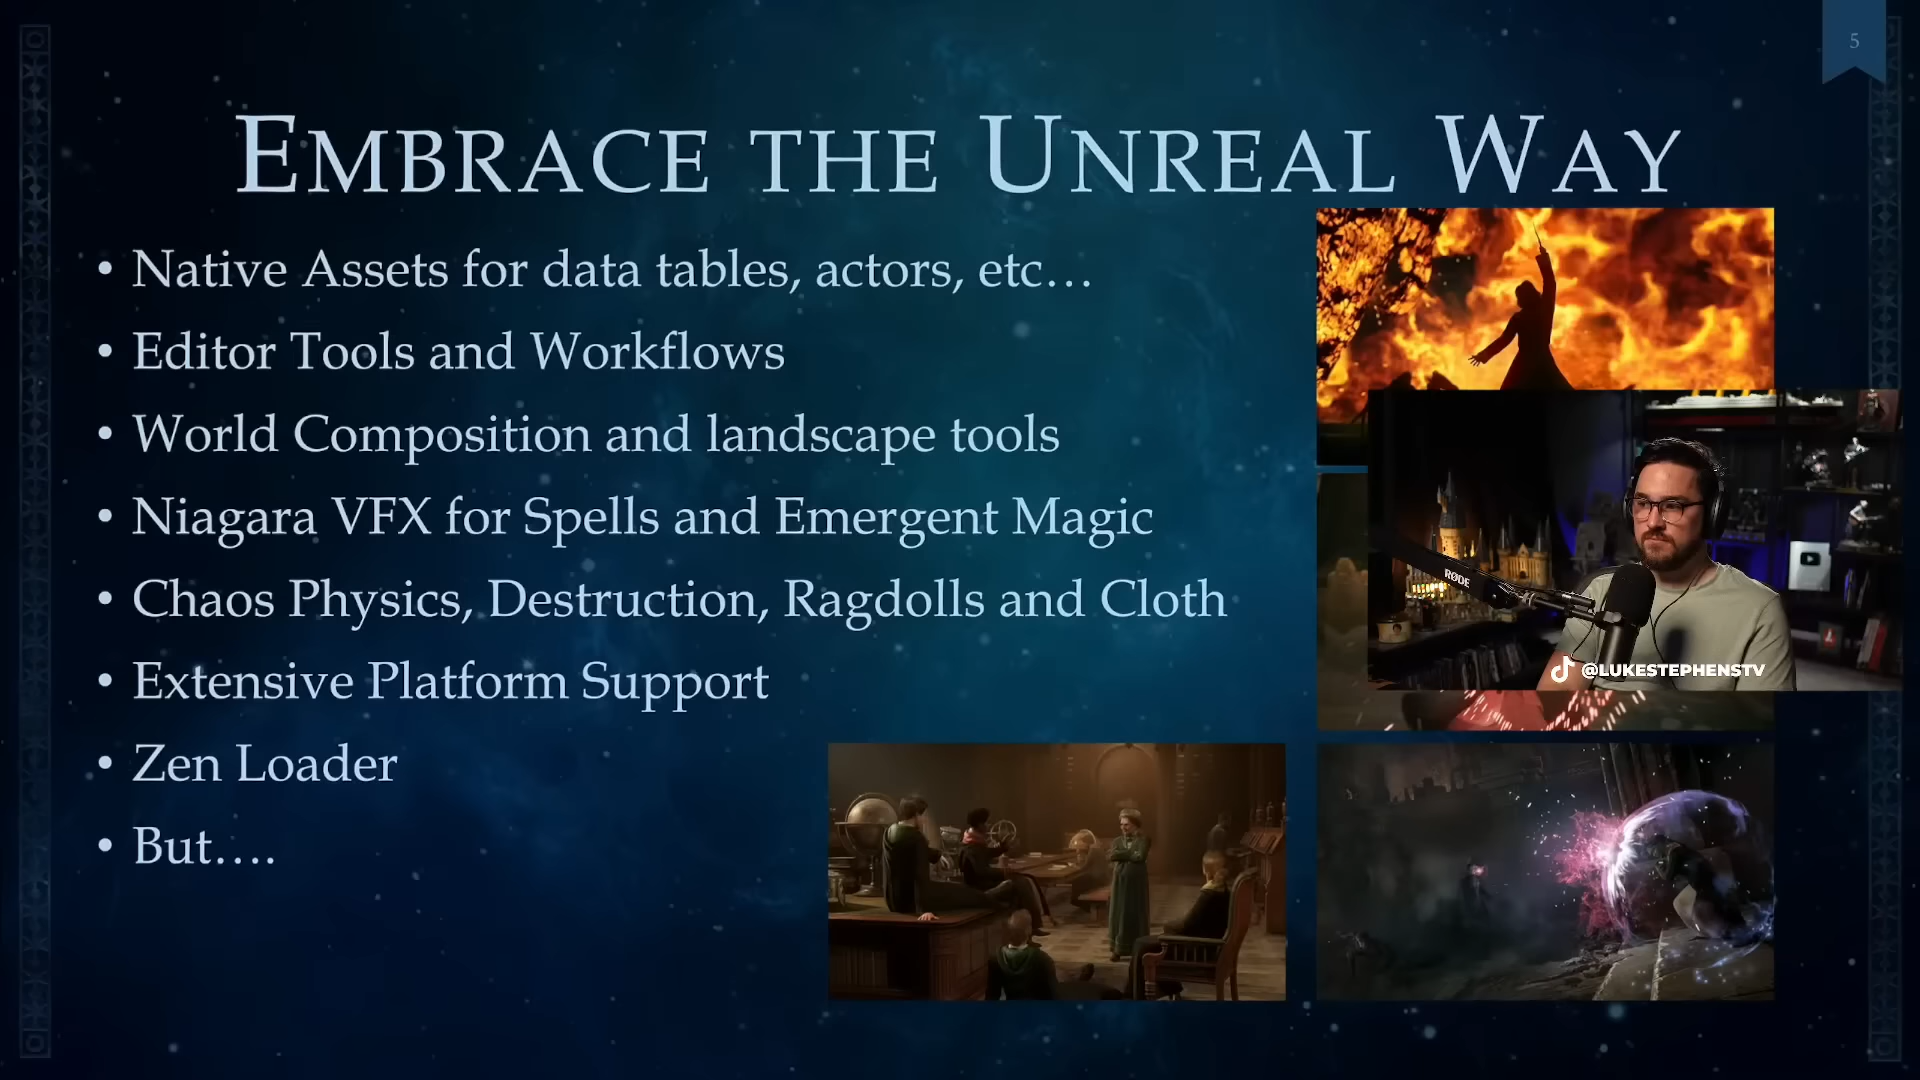 5
EMBRACE THE UNREAL WAY
• Native Assets for data tables, actors, etc…
• Editor Tools and Workflows
• World Composition and landscape tools
• Niagara VFX for Spells and Emergent Magic
• Chaos Physics, Destruction, Ragdolls and Cloth
• Extensive Platform Support
• Zen Loader
• But….
RØDE
@LUKESTEPHENSTV